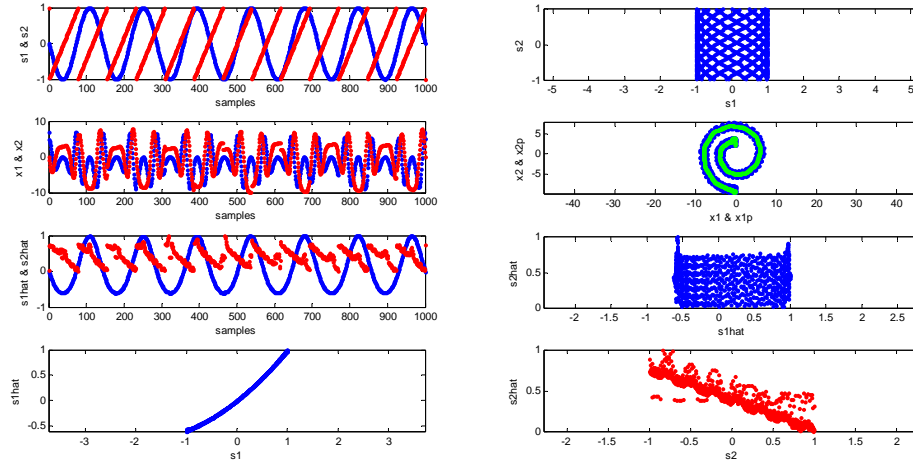 1
0
-1
s1 & s2
0 100 200 300 400 500 600 700 800 900 1000
samples
1
0
-1
s2
-5 -4 -3 -2 -1 0 1 2 3 4 5
s1
10
0
-10
x1 & x2
0 100 200 300 400 500 600 700 800 900 1000
samples
5
0
-5
x2 & x2p
-40 -30 -20 -10 0 10 20 30 40
x1 & x1p
1
0
-1
s1hat & s2hat
0 100 200 300 400 500 600 700 800 900 1000
samples
1
0.5
0
s2hat
-2 -1.5 -1 -0.5 0 0.5 1 1.5 2 2.5
s1hat
1
0.5
0
-0.5
s1hat
-3 -2 -1 0 1 2 3
s1
1
0.5
0
s2hat
-2 -1.5 -1 -0.5 0 0.5 1 1.5 2
s2